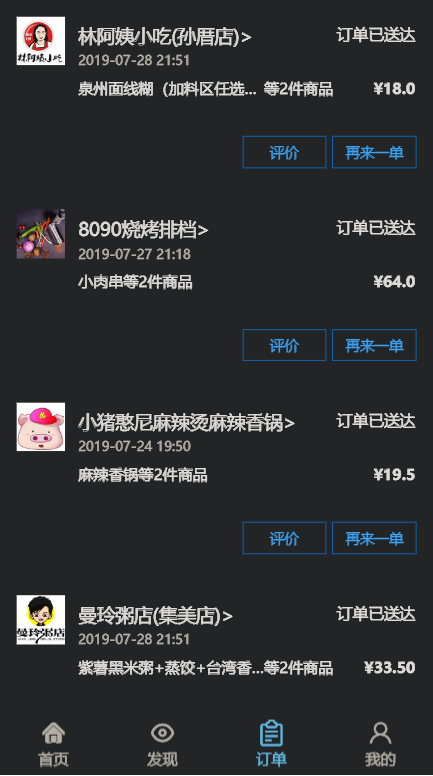 林阿姨小吃(孙厝店)> 订单已送达
2019-07-28 21:51
泉州面线糊（加料区任选... 等2件商品 ¥18.0
林阿姨小吃
评价 再来一单
8090烧烤排档> 订单已送达
2019-07-27 21:18
小肉串等2件商品 ¥64.0
评价 再来一单
小猪憨尼麻辣烫麻辣香锅> 订单已送达
2019-07-24 19:50
麻辣香锅等2件商品 ¥19.5
评价 再来一单
曼玲粥店(集美店)> 订单已送达
曼玲粥店
2019-07-28 21:51
紫薯黑米粥+蒸饺+台湾香...等2件商品 ¥33.50
首页 发现 订单 我的